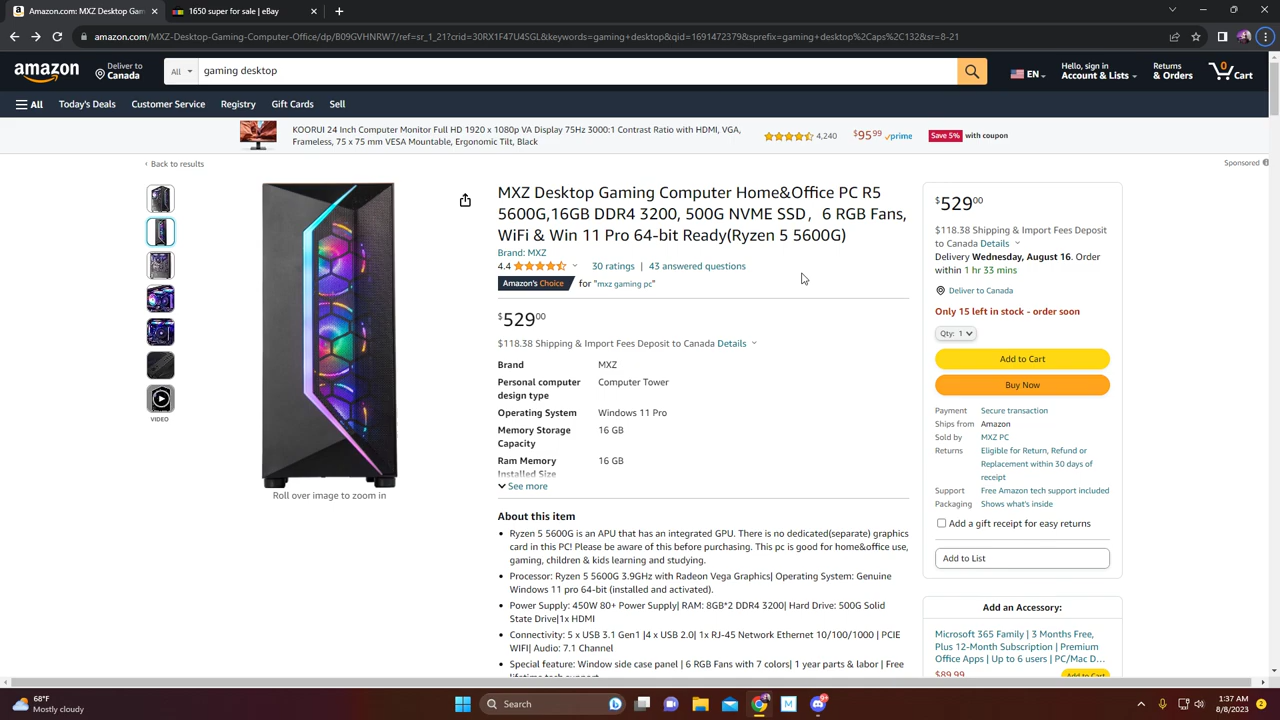 Amazon.com: MXZ Desktop Gam
1650 super for sale | eBay
amazon.com/MXZ-Desktop-Gaming-Computer-Office/dp/B09GVHNRW7/ref=sr_1_21?crid=30RX1F47U4SGL&keywords=gaming+desktop&qid=1691472379&sprefix=gaming+desktop%2Caps%2C132&sr=8-21
amazon
Deliver to
Canada
All
gaming desktop
EN
Hello, sign in
Account & Lists
Returns
& Orders
0
Cart
All
Today's Deals
Customer Service
Registry
Gift Cards
Sell
KOORUI 24 Inch Computer Monitor Full HD 1920 x 1080p VA Display 75Hz 3000:1 Contrast Ratio with HDMI, VGA,
Frameless, 75 x 75 mm VESA Mountable, Ergonomic Tilt, Black
4,240
$95.99 prime
Save 5% with coupon
‹ Back to results
Sponsored
MXZ Desktop Gaming Computer Home&Office PC R5
5600G,16GB DDR4 3200, 500G NVME SSD，6 RGB Fans,
WiFi & Win 11 Pro 64-bit Ready(Ryzen 5 5600G)
Brand: MXZ
4.4
30 ratings | 43 answered questions
Amazon's Choice for "mxz gaming pc"
$529.00
$118.38 Shipping & Import Fees Deposit to Canada Details
Brand MXZ
Personal computer Computer Tower
design type
Operating System Windows 11 Pro
Memory Storage 16 GB
Capacity
Ram Memory 16 GB
Installed Size
See more
VIDEO
Roll over image to zoom in
About this item
• Ryzen 5 5600G is an APU that has an integrated GPU. There is no dedicated(separate) graphics
card in this PC! Please be aware of this before purchasing. This pc is good for home&office use,
gaming, children & kids learning and studying.
• Processor: Ryzen 5 5600G 3.9GHz with Radeon Vega Graphics| Operating System: Genuine
Windows 11 pro 64-bit (installed and activated).
• Power Supply: 450W 80+ Power Supply| RAM: 8GB*2 DDR4 3200| Hard Drive: 500G Solid
State Drive|1x HDMI
• Connectivity: 5 x USB 3.1 Gen1 |4 x USB 2.0| 1x RJ-45 Network Ethernet 10/100/1000 | PCIE
WIFI| Audio: 7.1 Channel
• Special feature: Window side case panel | 6 RGB Fans with 7 colors| 1 year parts & labor | Free
lifetime tech support
$529.00
$118.38 Shipping & Import Fees Deposit
to Canada Details
Delivery Wednesday, August 16. Order
within 1 hr 33 mins
Deliver to Canada
Only 15 left in stock - order soon
Qty: 1
Add to Cart
Buy Now
Payment Secure transaction
Ships from Amazon
Sold by MXZ PC
Returns Eligible for Return, Refund or
Replacement within 30 days of
receipt
Support Free Amazon tech support included
Packaging Shows what's inside
Add a gift receipt for easy returns
Add to List
Add an Accessory:
Microsoft 365 Family | 3 Months Free,
Plus 12-Month Subscription | Premium
Office Apps | Up to 6 users | PC/Mac D...
$89.99
Add to Cart
68°F
Mostly cloudy
Search
1:37 AM
8/8/2023
2